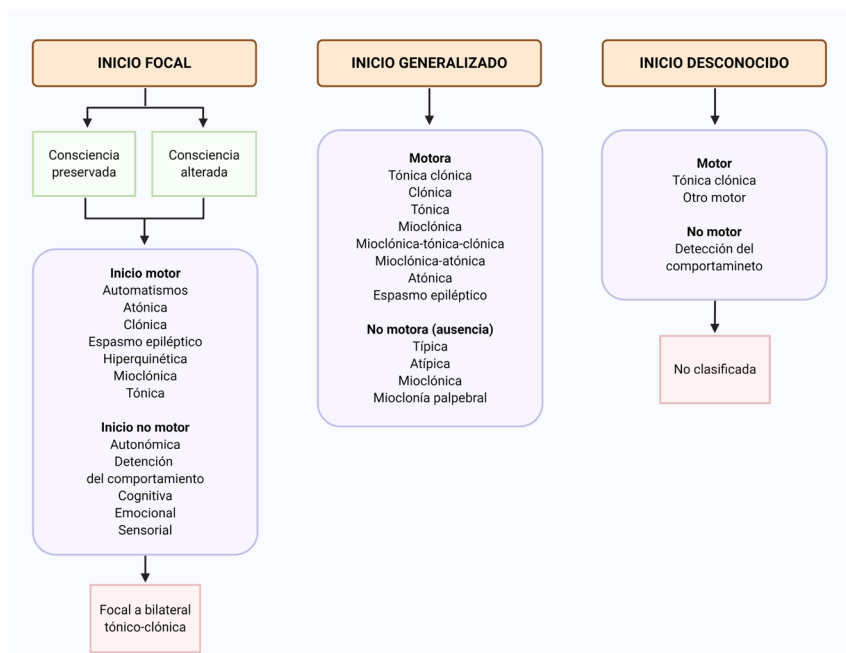 INICIO FOCAL
Consciencia
preservada
Consciencia
alterada
Inicio motor
Automatismos
Atónica
Clónica
Espasmo epiléptico
Hiperquinética
Mioclónica
Tónica
Inicio no motor
Autonómica
Detención
del comportamiento
Cognitiva
Emocional
Sensorial
Focal a bilateral
tónico-clónica
INICIO GENERALIZADO
Motora
Tónica clónica
Clónica
Tónica
Mioclónica
Mioclónica-tónica-clónica
Mioclónica-atónica
Atónica
Espasmo epiléptico
No motora (ausencia)
Típica
Atípica
Mioclónica
Mioclonía palpebral
INICIO DESCONOCIDO
Motor
Tónica clónica
Otro motor
No motor
Detección del
comportamineto
No clasificada